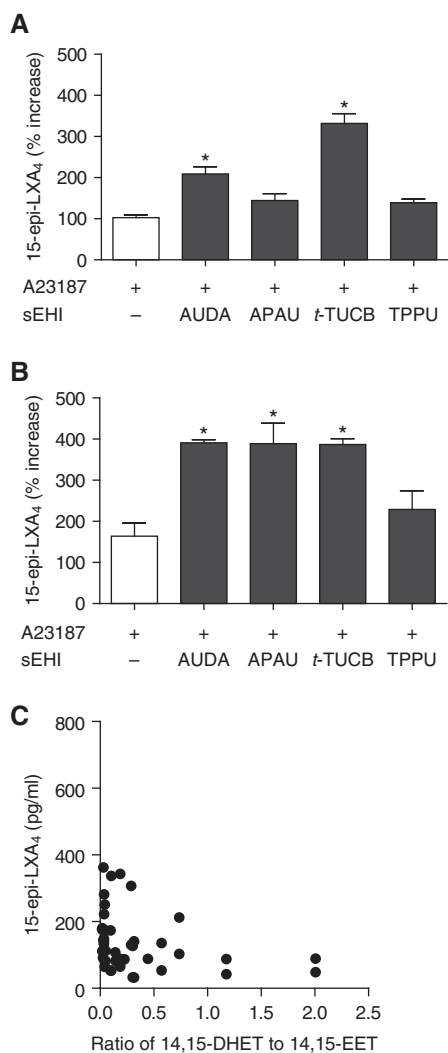 A
15-epi-LXA4 (% increase)
500
400
300
200
100
0
* *
A23187 + + + + +
sEHI – AUDA APAU t-TUCB TPPU
B
15-epi-LXA4 (% increase)
500
400
300
200
100
0
* * *
A23187 + + + + +
sEHI – AUDA APAU t-TUCB TPPU
C
15-epi-LXA4 (pg/ml)
800
600
400
200
0
0.0 0.5 1.0 1.5 2.0 2.5
Ratio of 14,15-DHET to 14,15-EET